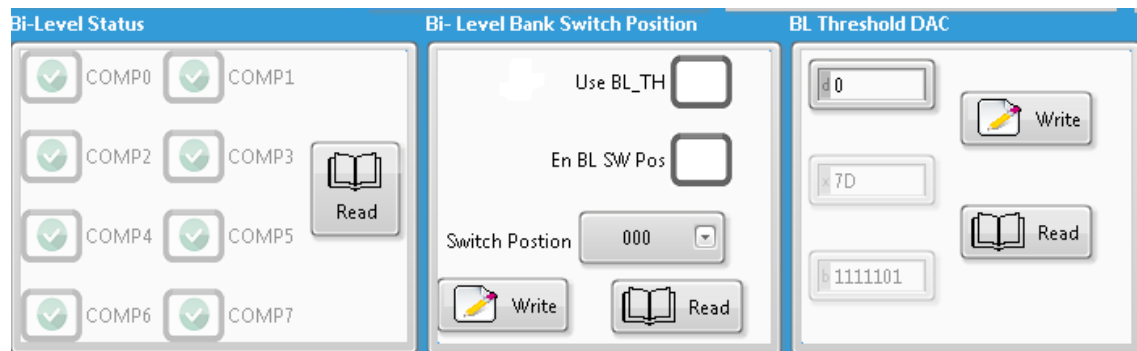 Bi-Level Status
COMP0 COMP1
COMP2 COMP3
COMP4 COMP5
COMP6 COMP7
Read
Bi- Level Bank Switch Position
Use BL_TH
En BL SW Pos
Switch Postion 000
Write Read
BL Threshold DAC
d 0
Write
x 7D
Read
b 1111101